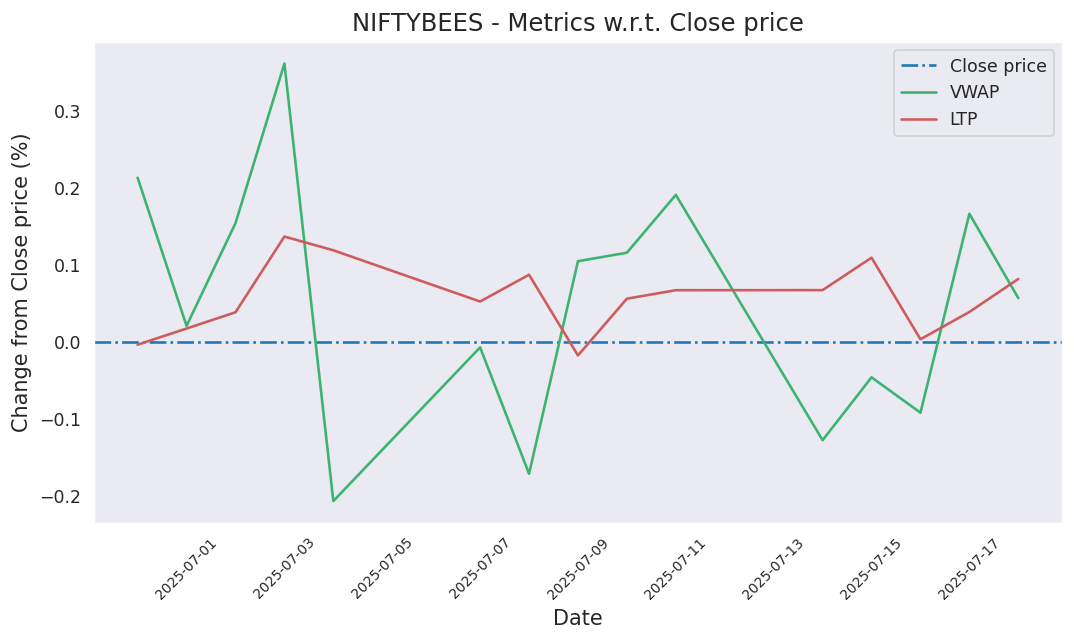 NIFTYBEES - Metrics w.r.t. Close price
Close price
VWAP
LTP
Change from Close price (%)
0.3
0.2
0.1
0.0
−0.1
−0.2
2025-07-01
2025-07-03
2025-07-05
2025-07-07
2025-07-09
2025-07-11
2025-07-13
2025-07-15
2025-07-17
Date